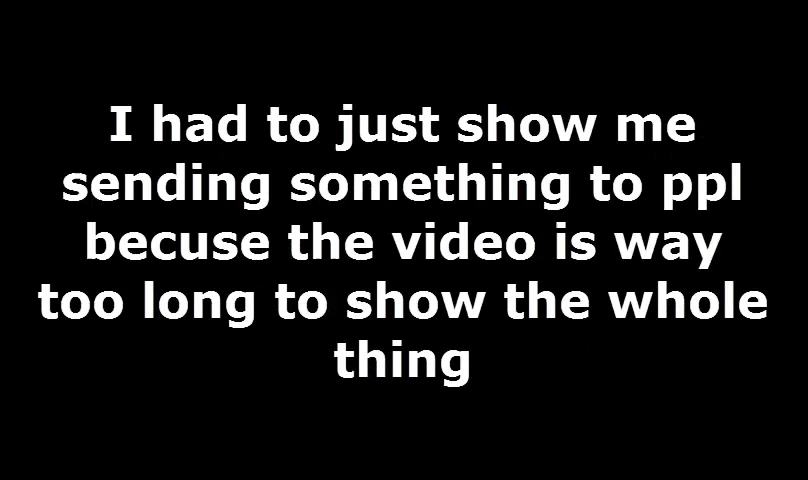 I had to just show me
sending something to ppl
becuse the video is way
too long to show the whole
thing